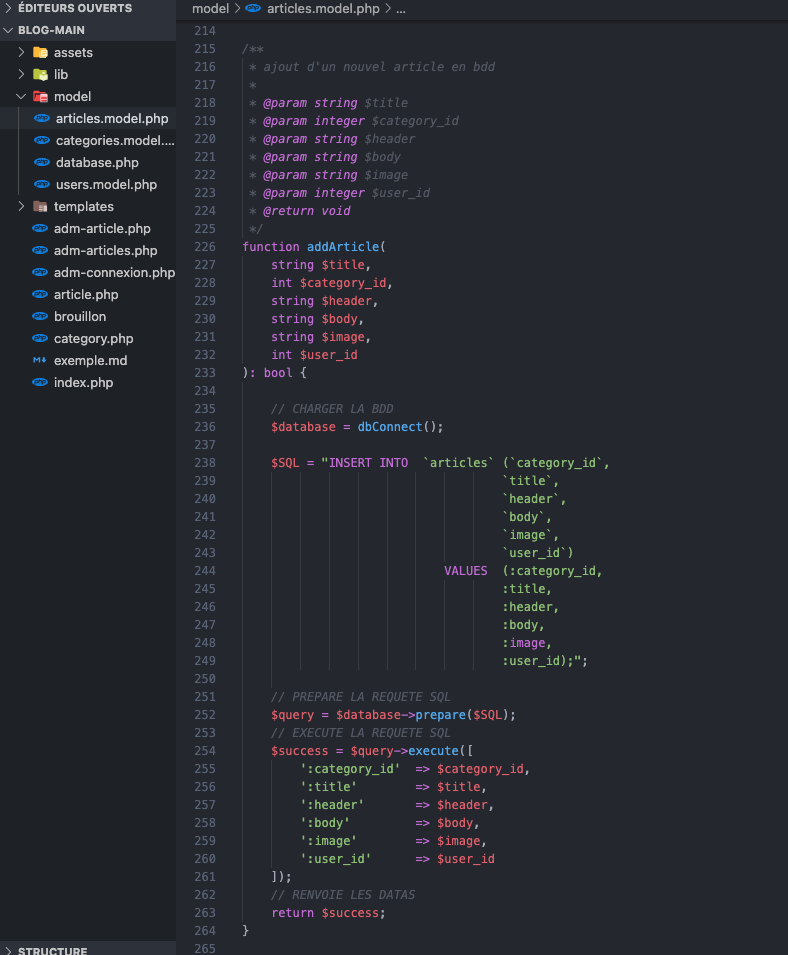 ÉDITEURS OUVERTS
BLOG-MAIN
assets
lib
model
articles.model.php
categories.model....
database.php
users.model.php
templates
adm-article.php
adm-articles.php
adm-connexion.php
article.php
brouillon
category.php
exemple.md
index.php
STRUCTURE
model > articles.model.php > ...
214
215 /**
216 * ajout d'un nouvel article en bdd
217 *
218 * @param string $title
219 * @param integer $category_id
220 * @param string $header
221 * @param string $body
222 * @param string $image
223 * @param integer $user_id
224 * @return void
225 */
226 function addArticle(
227 string $title,
228 int $category_id,
229 string $header,
230 string $body,
231 string $image,
232 int $user_id
233 ): bool {
234
235 // CHARGER LA BDD
236 $database = dbConnect();
237
238 $SQL = "INSERT INTO `articles` (`category_id`,
239 `title`,
240 `header`,
241 `body`,
242 `image`,
243 `user_id`)
244 VALUES (:category_id,
245 :title,
246 :header,
247 :body,
248 :image,
249 :user_id);";
250
251 // PREPARE LA REQUETE SQL
252 $query = $database->prepare($SQL);
253 // EXECUTE LA REQUETE SQL
254 $success = $query->execute([
255 ':category_id' => $category_id,
256 ':title' => $title,
257 ':header' => $header,
258 ':body' => $body,
259 ':image' => $image,
260 ':user_id' => $user_id
261 ]);
262 // RENVOIE LES DATAS
263 return $success;
264 }
265